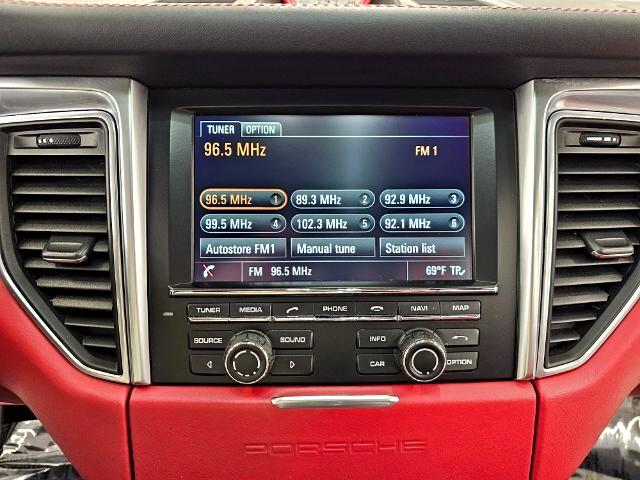 TUNER OPTION
96.5 MHz FM 1
96.5 MHz 1 89.3 MHz 2 92.9 MHz 3
99.5 MHz 4 102.3 MHz 5 92.1 MHz 6
Autostore FM1 Manual tune Station list
FM 96.5 MHz 69°F TP
TUNER MEDIA PHONE NAVI MAP
SOURCE SOUND INFO
CAR OPTION
PORSCHE